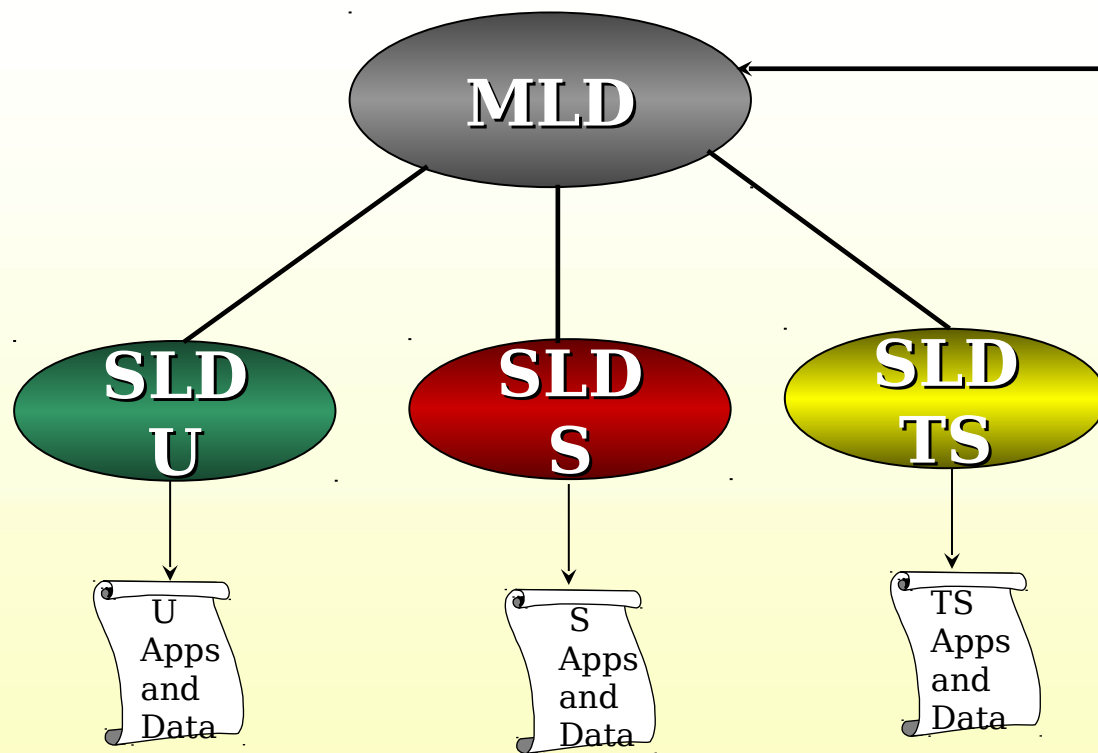 MLD
SLD
U
SLD
S
SLD
TS
U
Apps
and
Data
S
Apps
and
Data
TS
Apps
and
Data